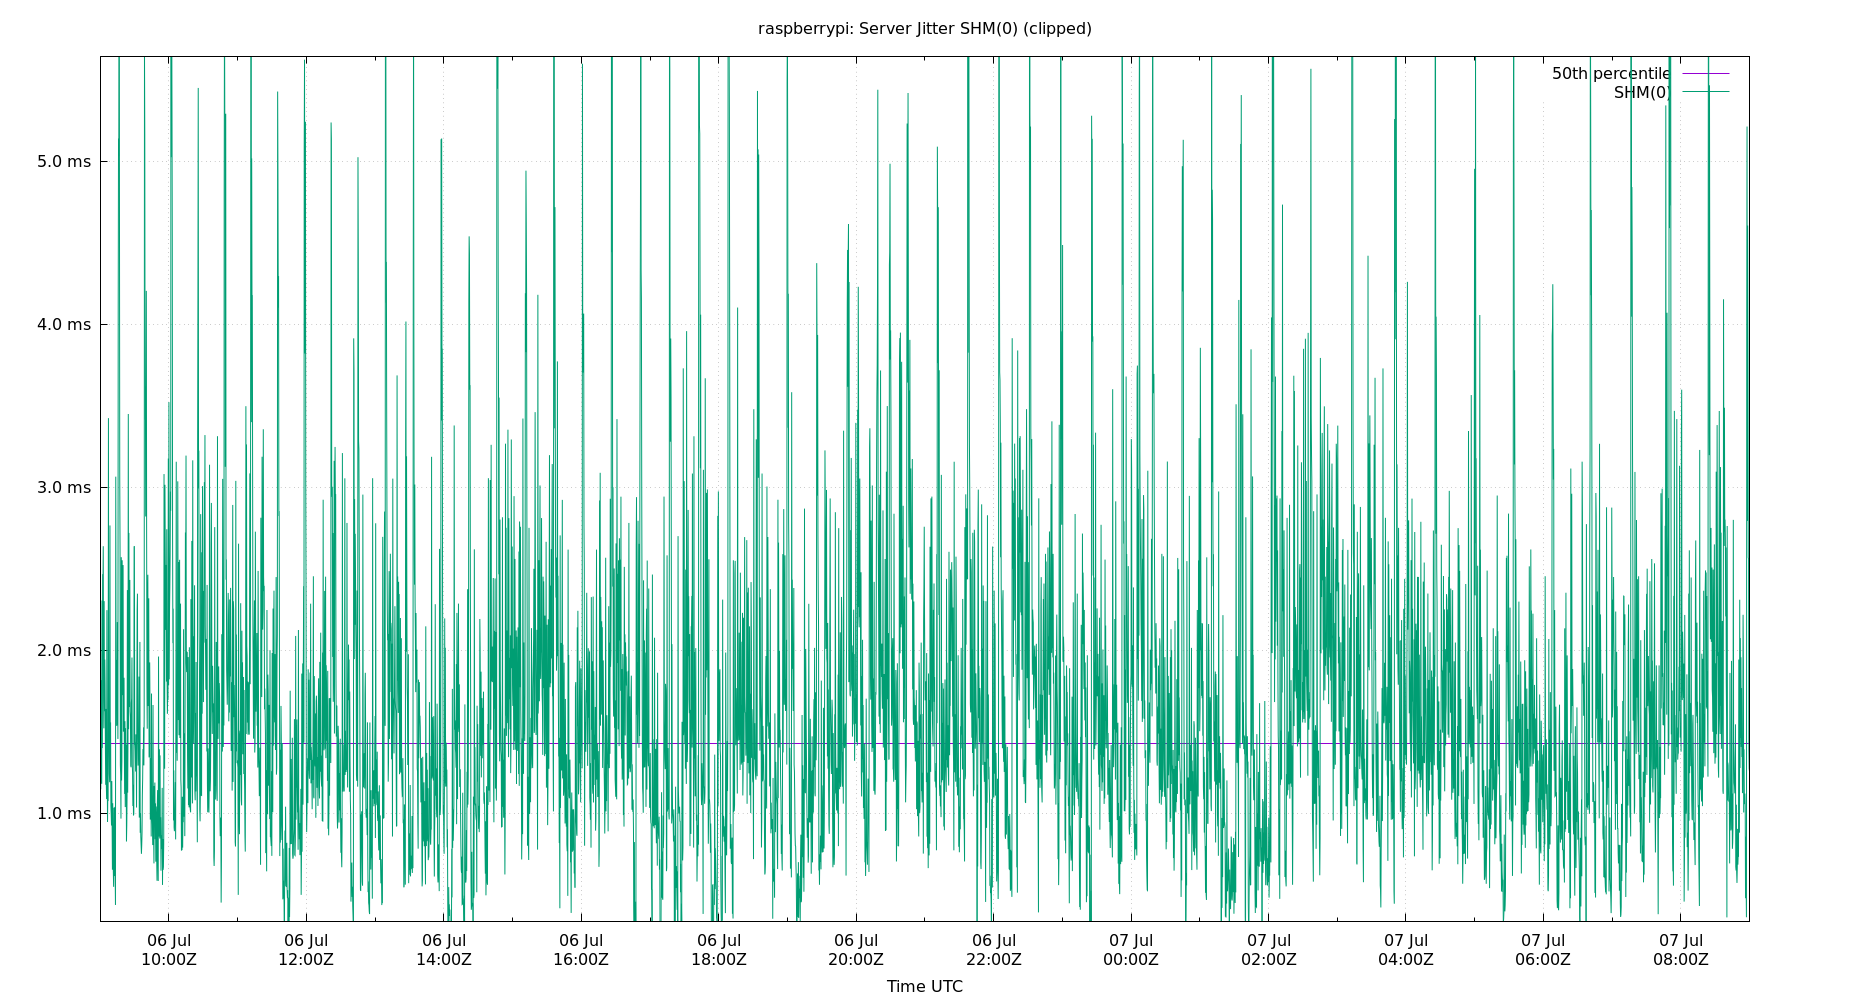 raspberrypi: Server Jitter SHM(0) (clipped)
50th percentile
SHM(0)
5.0 ms
4.0 ms
3.0 ms
2.0 ms
1.0 ms
06 Jul 06 Jul 06 Jul 06 Jul 06 Jul 06 Jul 06 Jul 07 Jul 07 Jul 07 Jul 07 Jul 07 Jul
10:00Z 12:00Z 14:00Z 16:00Z 18:00Z 20:00Z 22:00Z 00:00Z 02:00Z 04:00Z 06:00Z 08:00Z
Time UTC